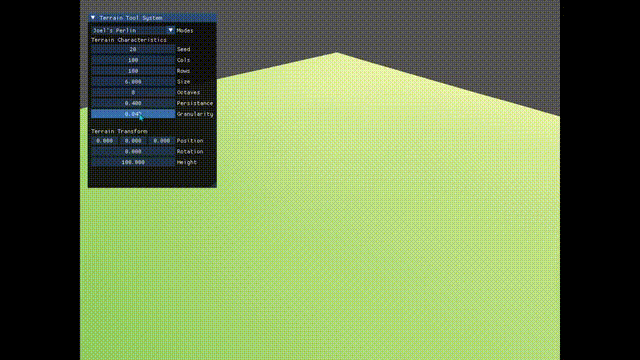 Terrain Tool System
Joel's Perlin Modes
Terrain Characteristics
20 Seed
100 Cols
100 Rows
6.000 Size
8 Octaves
0.400 Persistance
Granularity
Terrain Transform
0.000 0.000 0.000 Position
0.000 Rotation
100.000 Height